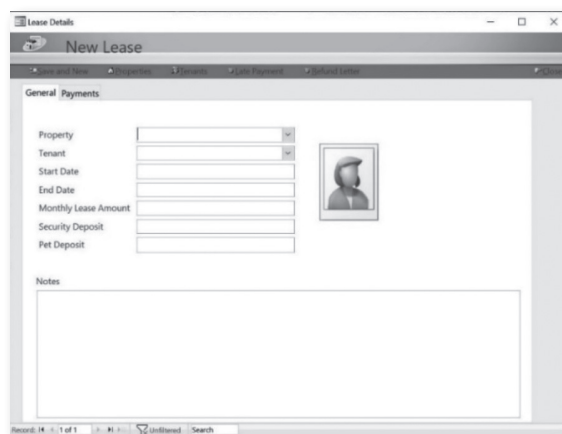 Lease Details
New Lease
Save and New Properties Tenants Late Payment Refund Letter Close
General Payments
Property
Tenant
Start Date
End Date
Monthly Lease Amount
Security Deposit
Pet Deposit
Notes
Record: 1 of 1 Unfiltered Search